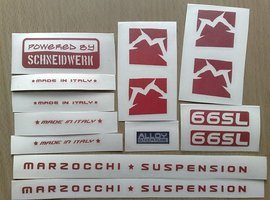 POWERED BY
SCHNEIDWERK
★ MADE IN ITALY ★
★ MADE IN ITALY ★
★ MADE IN ITALY ★
★ MADE IN ITALY ★
ALLOY
66SL
66SL
MARZOCCHI ★ SUSPENSION
MARZOCCHI ★ SUSPENSION